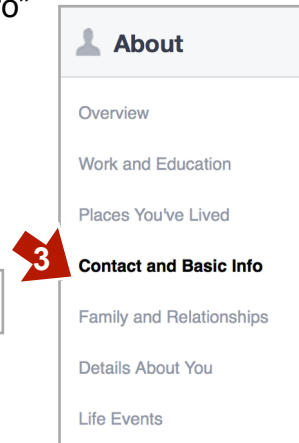 o"
About
Overview
Work and Education
Places You've Lived
3
Contact and Basic Info
Family and Relationships
Details About You
Life Events